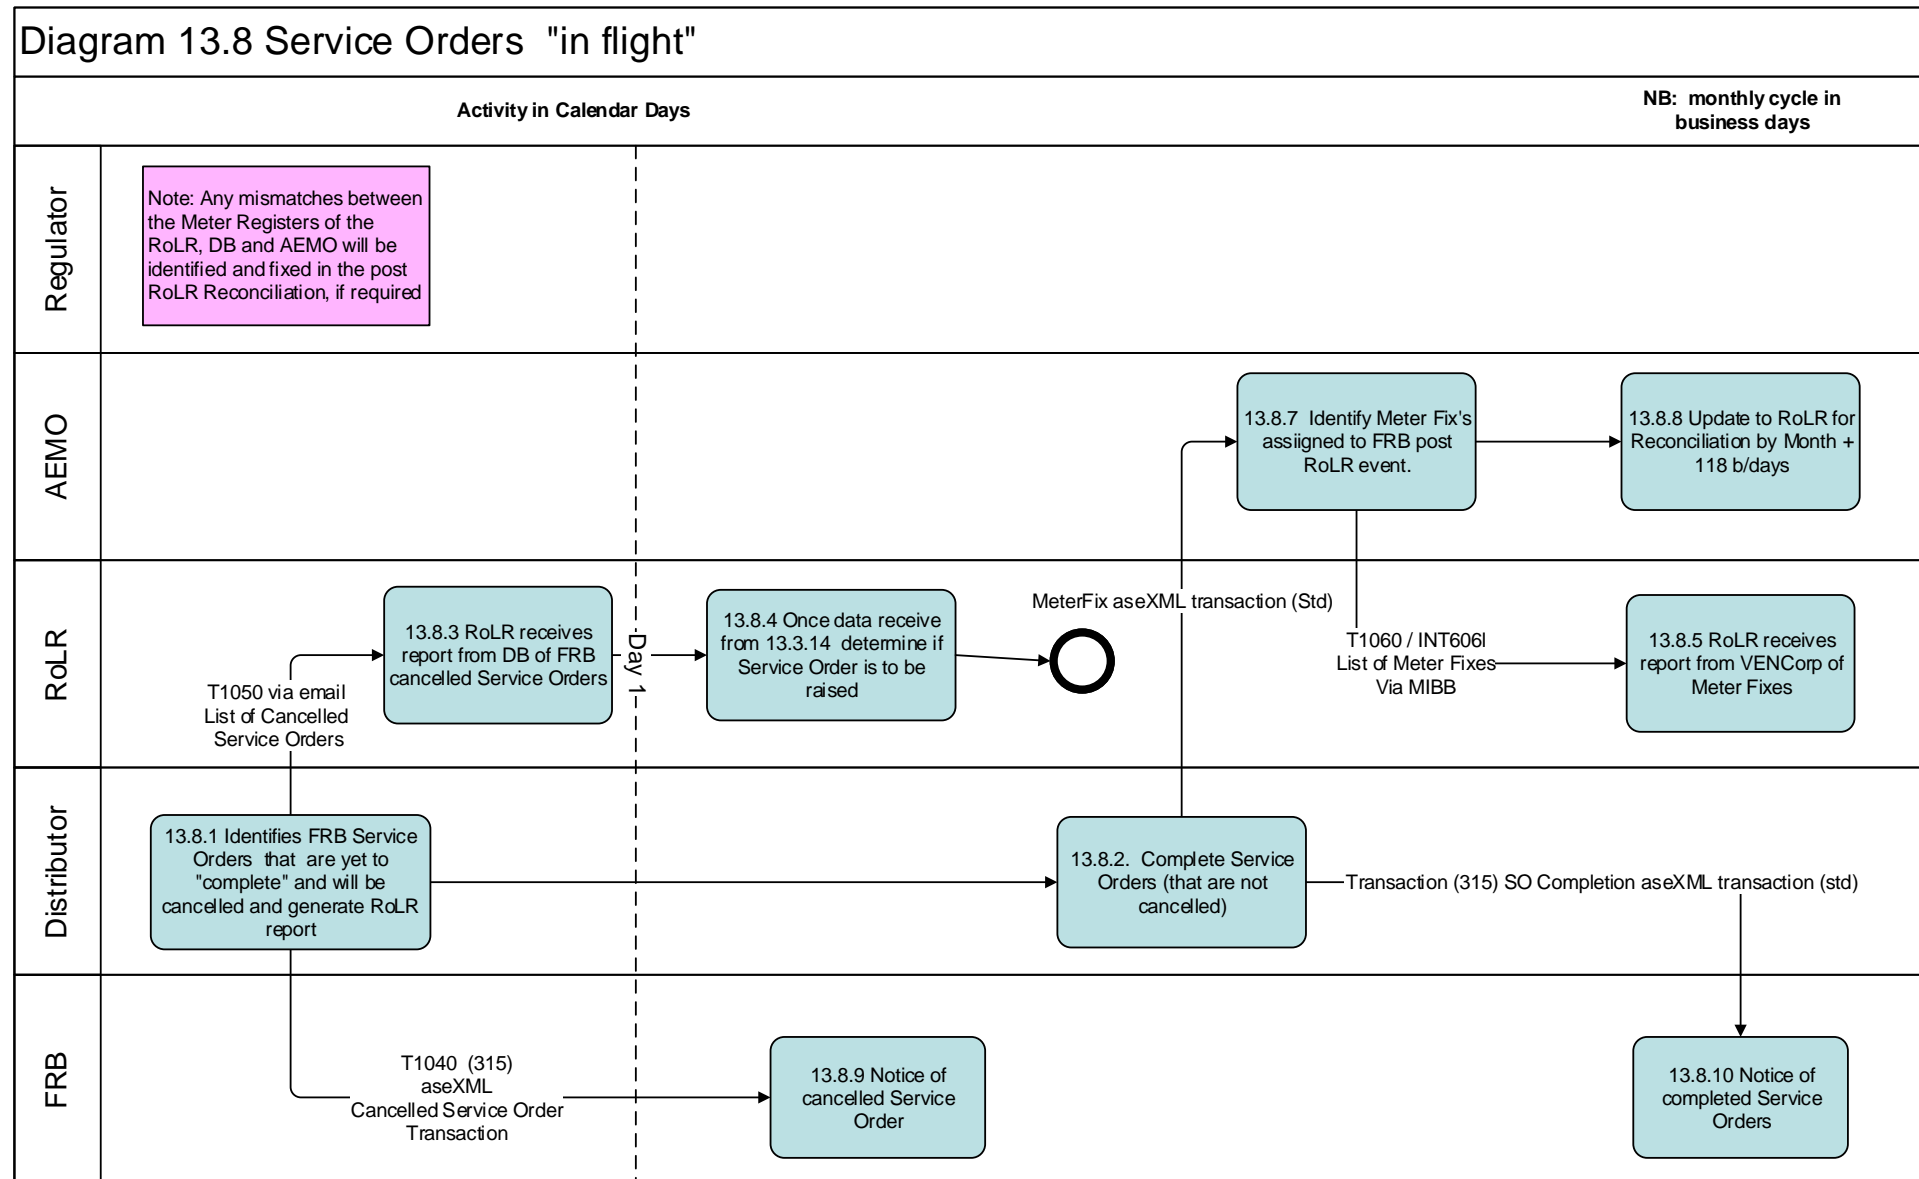 Diagram 13.8 Service Orders "in flight"
Activity in Calendar Days
NB: monthly cycle in
business days
Regulator
Note: Any mismatches between
the Meter Registers of the
RoLR, DB and AEMO will be
identified and fixed in the post
RoLR Reconciliation, if required
AEMO
13.8.7 Identify Meter Fix's
assiigned to FRB post
RoLR event.
13.8.8 Update to RoLR for
Reconciliation by Month +
118 b/days
RoLR
T1050 via email
List of Cancelled
Service Orders
13.8.3 RoLR receives
report from DB of FRB
cancelled Service Orders
Day 1
13.8.4 Once data receive
from 13.3.14 determine if
Service Order is to be
raised
MeterFix aseXML transaction (Std)
T1060 / INT606I
List of Meter Fixes
Via MIBB
13.8.5 RoLR receives
report from VENCorp of
Meter Fixes
Distributor
13.8.1 Identifies FRB Service
Orders that are yet to
"complete" and will be
cancelled and generate RoLR
report
13.8.2. Complete Service
Orders (that are not
cancelled)
Transaction (315) SO Completion aseXML transaction (std)
FRB
T1040 (315)
aseXML
Cancelled Service Order
Transaction
13.8.9 Notice of
cancelled Service
Order
13.8.10 Notice of
completed Service
Orders